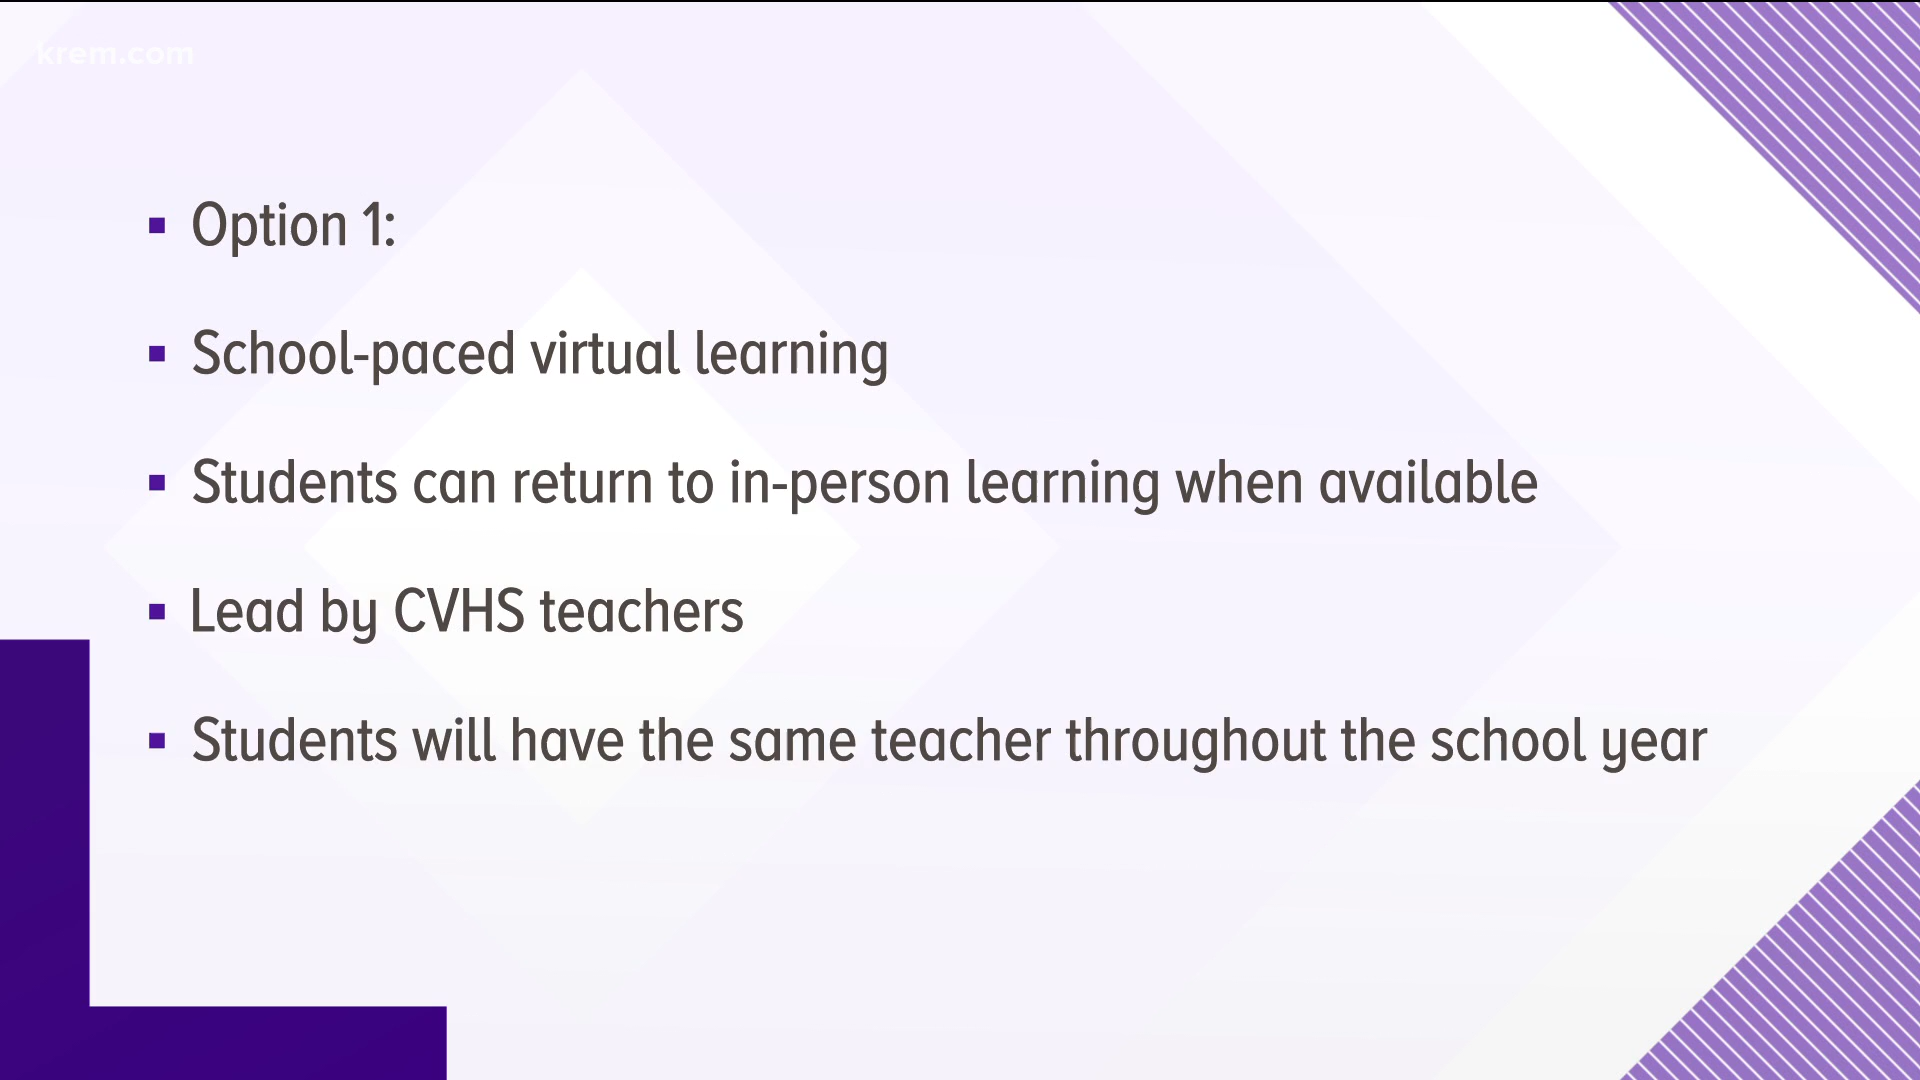 krem.com
▪ Option 1:
▪ School-paced virtual learning
▪ Students can return to in-person learning when available
▪ Lead by CVHS teachers
▪ Students will have the same teacher throughout the school year